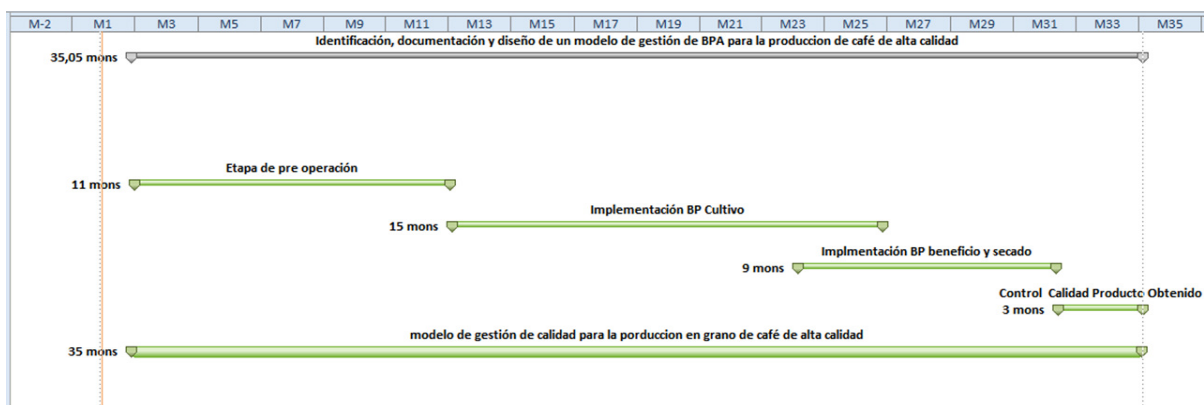 M-2 M1 M3 M5 M7 M9 M11 M13 M15 M17 M19 M21 M23 M25 M27 M29 M31 M33 M35
Identificación, documentación y diseño de un modelo de gestión de BPA para la produccion de café de alta calidad
35,05 mons
Etapa de pre operación
11 mons
Implementación BP Cultivo
15 mons
Implmentación BP beneficio y secado
9 mons
Control Calidad Producto Obtenido
3 mons
modelo de gestión de calidad para la porduccion en grano de café de alta calidad
35 mons